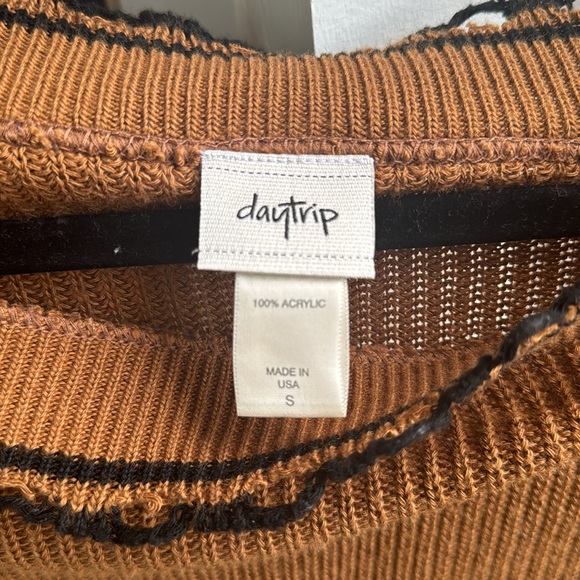 daytrip
100% ACRYLIC
MADE IN
USA
S